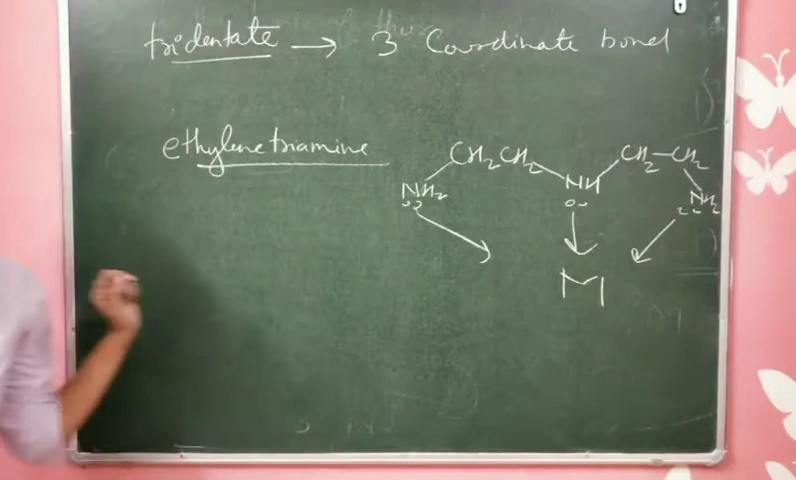 tridentate → 3 Coordinate bond
ethylenetriamine
CH2CH2 CH2-CH2
NH2 NH NH2
M